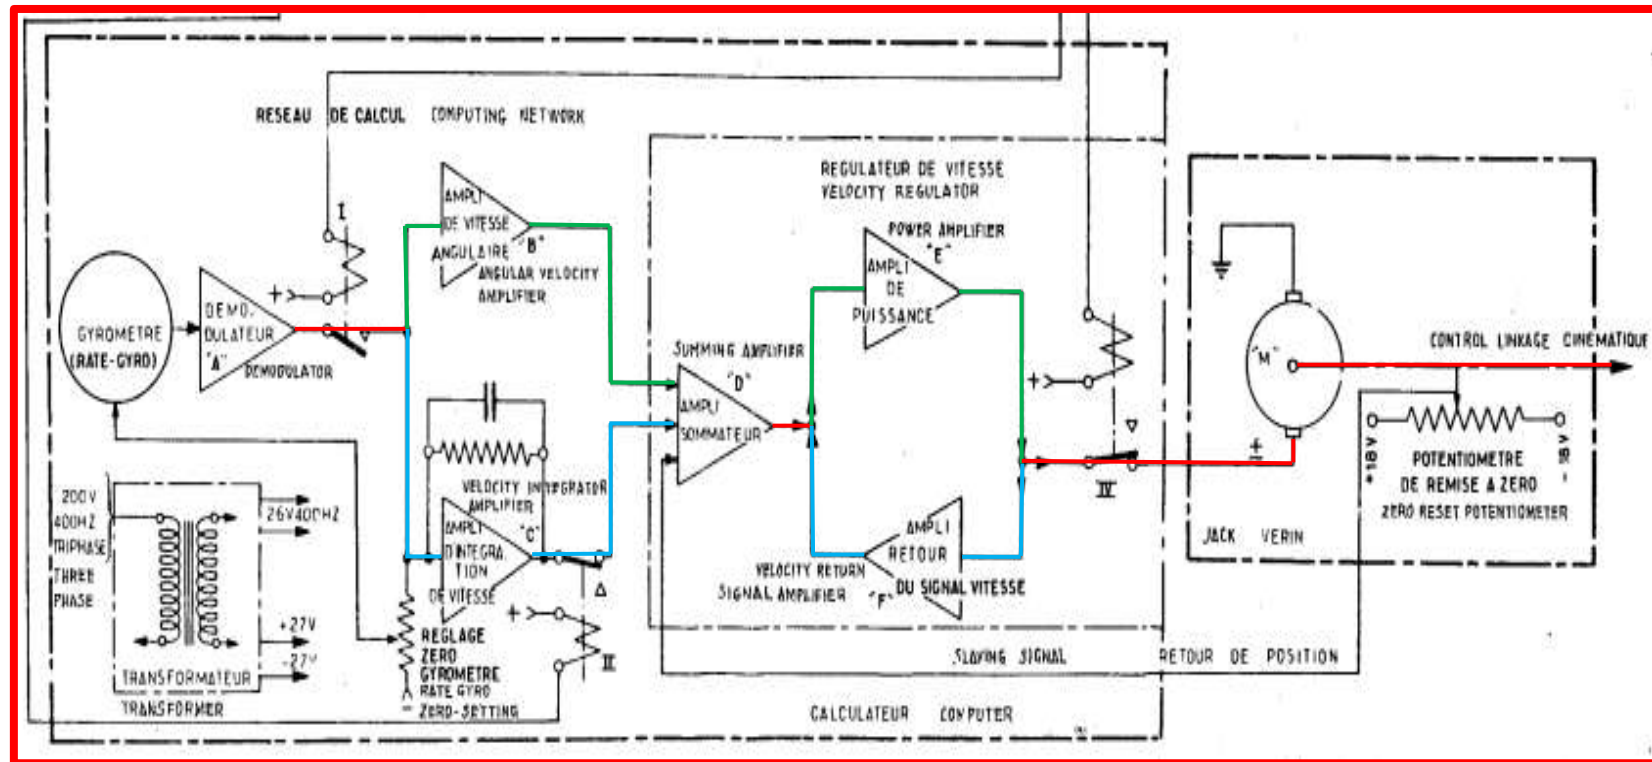 RESEAU DE CALCUL COMPUTING NETWORK
I
AMPLI
DE VITESSE
ANGULAIRE "B"
ANGULAR VELOCITY
AMPLIFIER
GYROMETRE
(RATE-GYRO)
DEMO.
DULATEUR
"A"
DEMODULATOR
+
REGULATEUR DE VITESSE
VELOCITY REGULATOR
POWER AMPLIFIER
"E"
AMPLI
DE
PUISSANCE
SUMMING AMPLIFIER
"D"
AMPLI
SOMMATEUR
+
IV
VELOCITY INTEGRATOR
AMPLIFIER
"C"
AMPLI
D'INTEGRA.
TION
DE VITESSE
+
II
REGLAGE
ZERO
GYROMETRE
RATE GYRO
ZERO-SETTING
AMPLI
RETOUR
DU SIGNAL VITESSE
VELOCITY RETURN
SIGNAL AMPLIFIER "F"
SLAVING SIGNAL RETOUR DE POSITION
CALCULATEUR COMPUTER
200V
400HZ
TRIPHASE
THREE
PHASE
26V400HZ
+27V
-27V
TRANSFORMATEUR
TRANSFORMER
"M"
±
CONTROL LINKAGE CINEMATIQUE
+18V
-18V
POTENTIOMETRE
DE REMISE A ZERO
ZERO RESET POTENTIOMETER
JACK VERIN